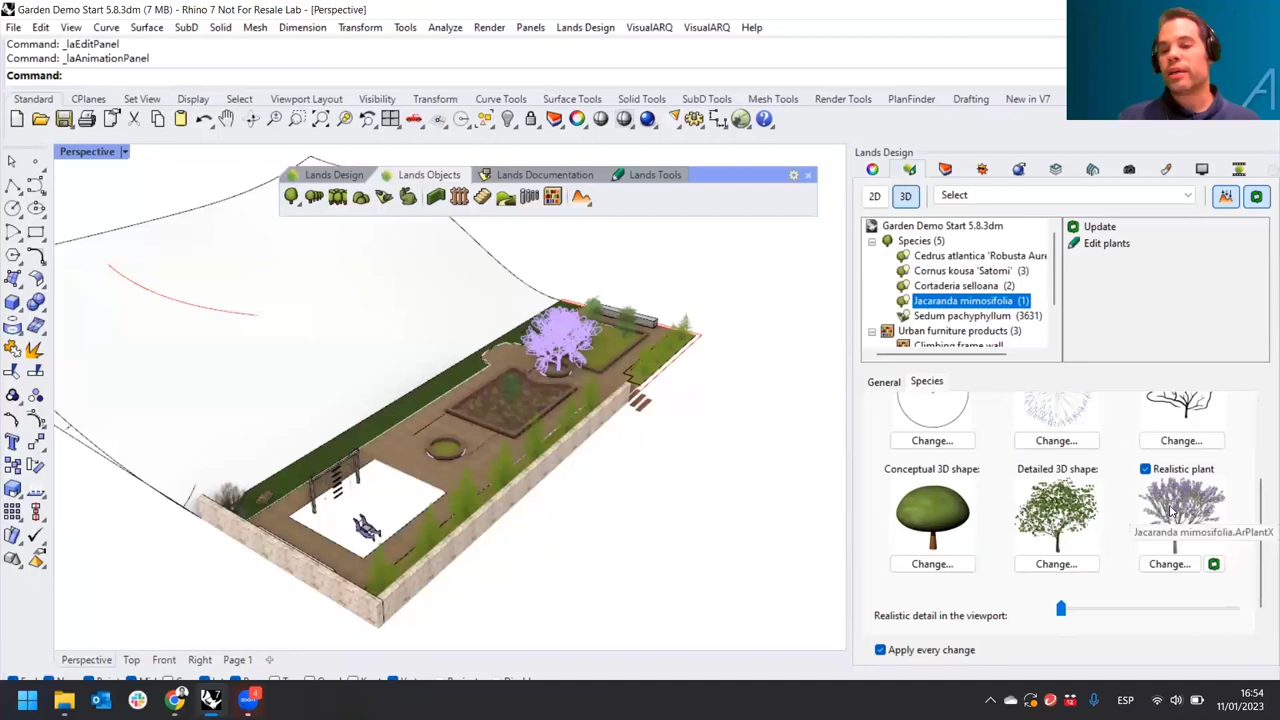 Garden Demo Start 5.8.3dm (7 MB) - Rhino 7 Not For Resale Lab - [Perspective]
File Edit View Curve Surface SubD Solid Mesh Dimension Transform Tools Analyze Render Panels Lands Design VisualARQ VisualARQ Help
Command: _laEditPanel
Command: _laAnimationPanel
Command:
Standard CPlanes Set View Display Select Viewport Layout Visibility Transform Curve Tools Surface Tools Solid Tools SubD Tools Mesh Tools Render Tools PlanFinder Drafting New in V7
Perspective
Lands Design Lands Objects Lands Documentation Lands Tools
Lands Design
2D 3D Select
Garden Demo Start 5.8.3dm
Species (5)
Cedrus atlantica 'Robusta Aure
Cornus kousa 'Satomi' (3)
Cortaderia selloana (2)
Jacaranda mimosifolia (1)
Sedum pachyphyllum (3631)
Urban furniture products (3)
Climbing frame wall
Update
Edit plants
General Species
Change... Change... Change...
Conceptual 3D shape: Detailed 3D shape: Realistic plant
Jacaranda mimosifolia.ArPlantX
Change... Change... Change...
Realistic detail in the viewport:
Apply every change
Perspective Top Front Right Page 1
4
12
ESP
16:54
11/01/2023